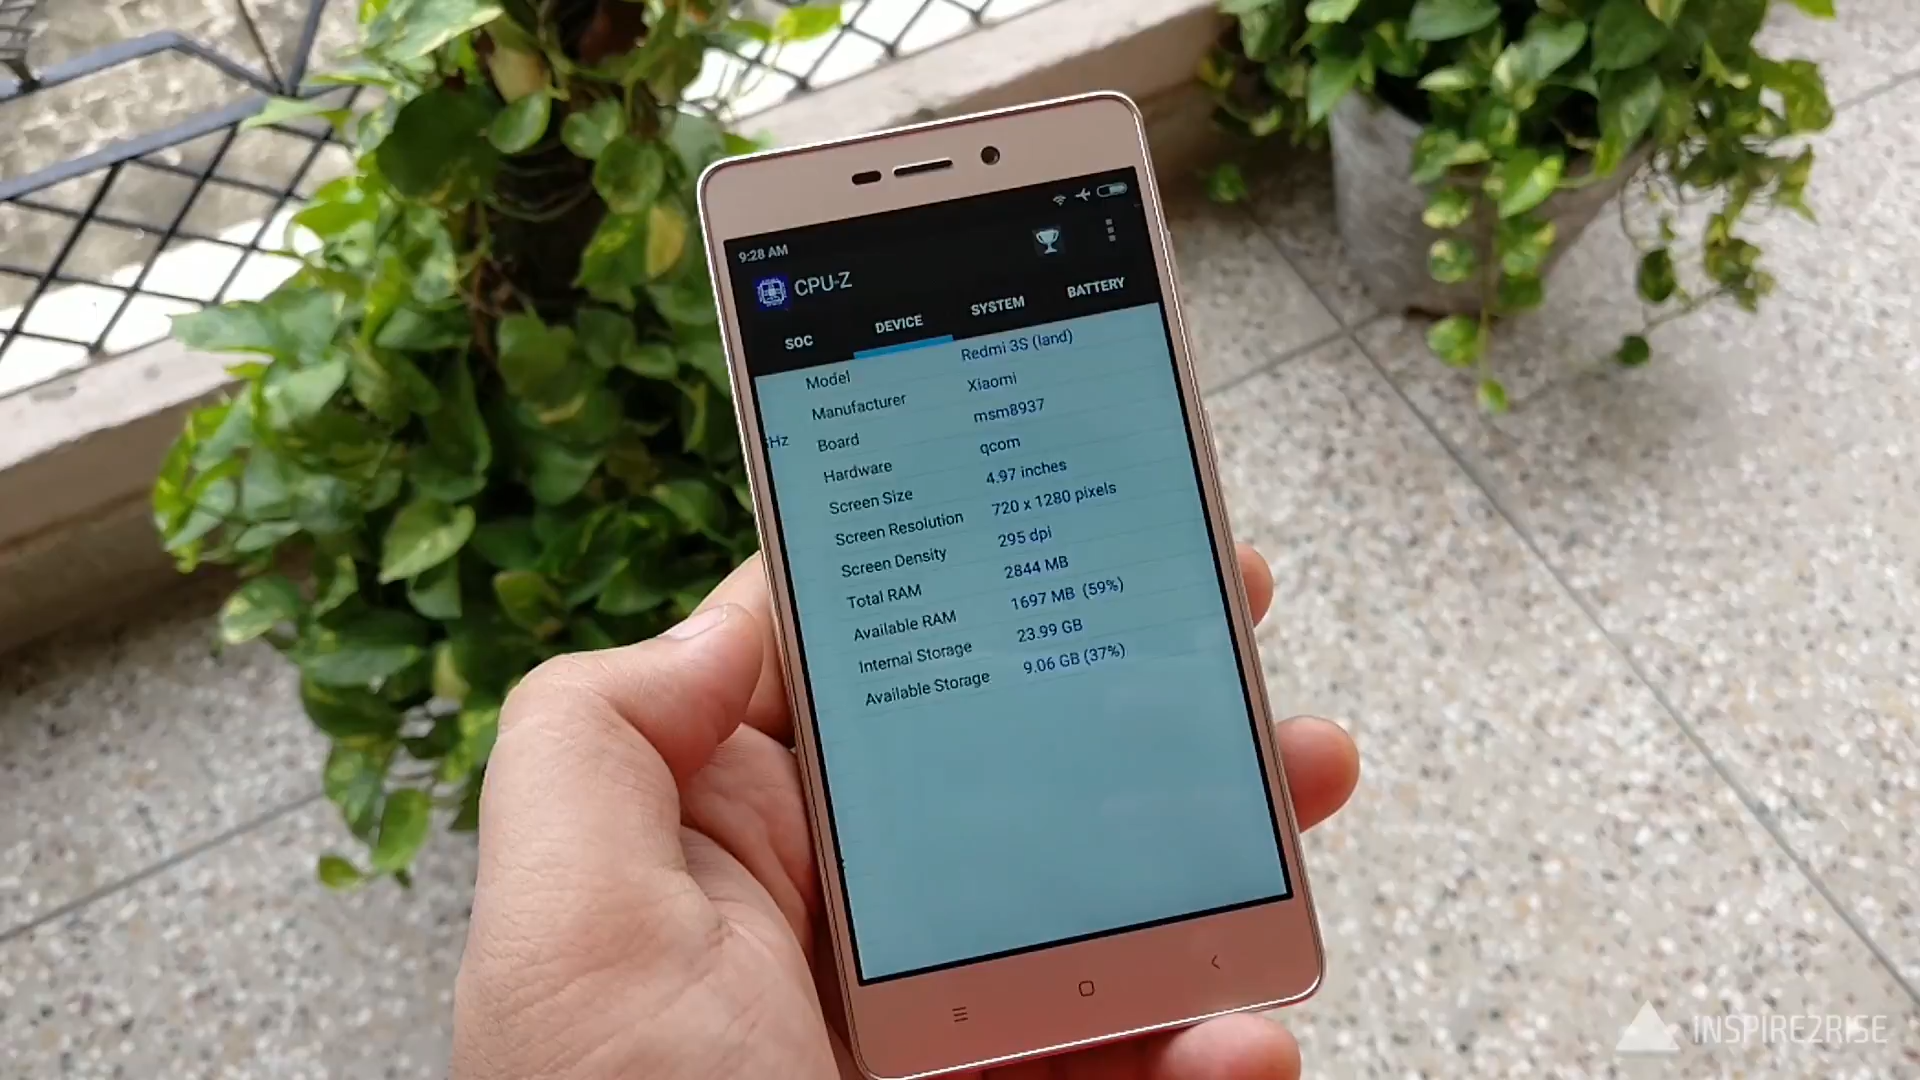 9:28 AM
CPU-Z
SOC DEVICE SYSTEM BATTERY
Model Redmi 3S (land)
Manufacturer Xiaomi
Hz
Board msm8937
Hardware qcom
Screen Size 4.97 inches
Screen Resolution 720 x 1280 pixels
Screen Density 295 dpi
Total RAM 2844 MB
Available RAM 1697 MB (59%)
Internal Storage 23.99 GB
Available Storage 9.06 GB (37%)
INSPIRE2RISE